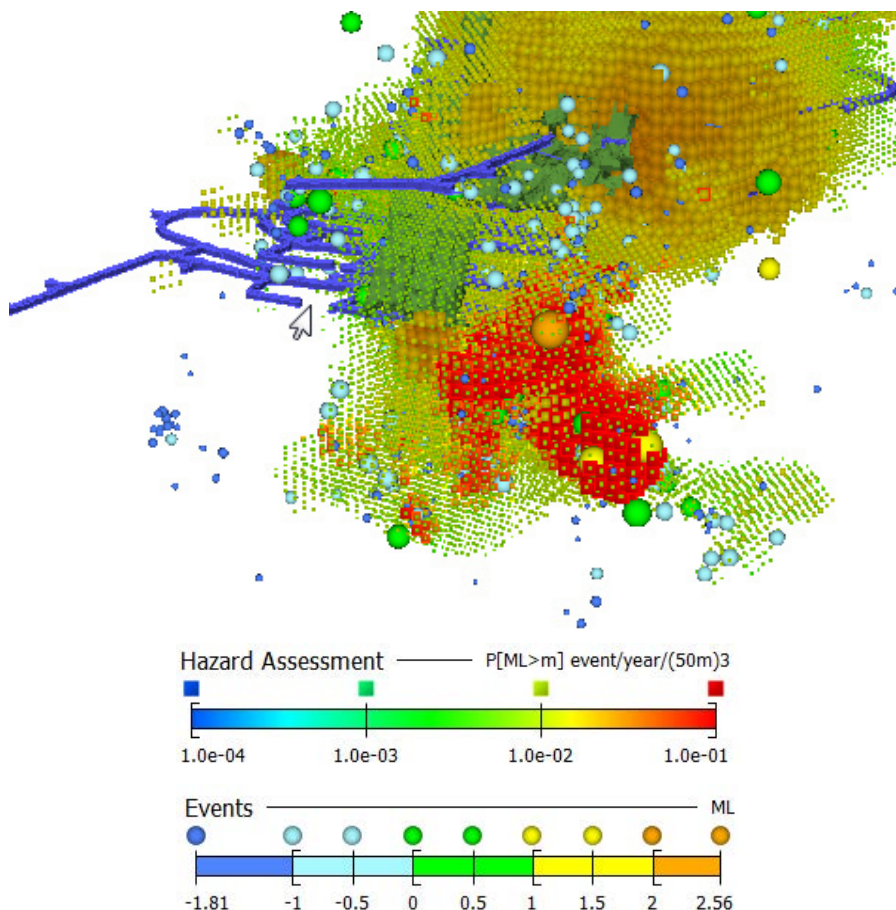 Hazard Assessment P[ML>m] event/year/(50m)3
1.0e-04 1.0e-03 1.0e-02 1.0e-01
Events ML
-1.81 -1 -0.5 0 0.5 1 1.5 2 2.56